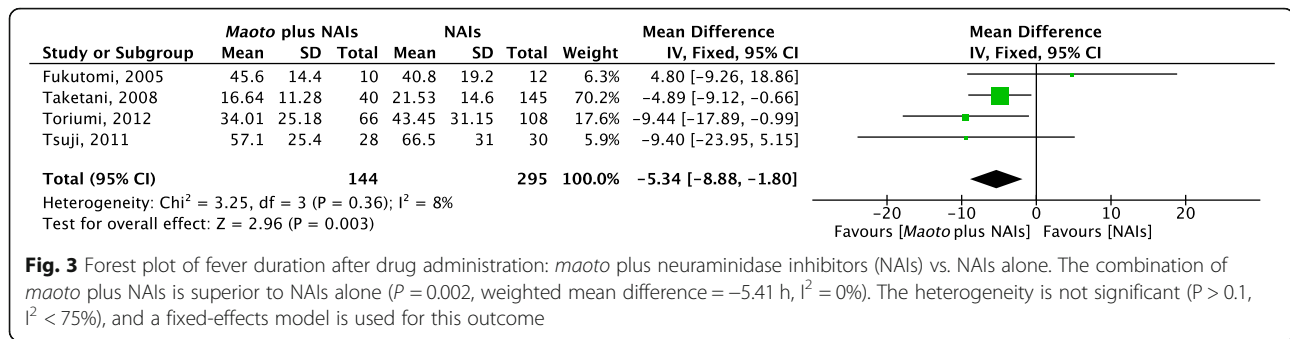 Maoto plus NAIs NAIs Mean Difference Mean Difference
Study or Subgroup Mean SD Total Mean SD Total Weight IV, Fixed, 95% CI IV, Fixed, 95% CI
Fukutomi, 2005 45.6 14.4 10 40.8 19.2 12 6.3% 4.80 [-9.26, 18.86]
Taketani, 2008 16.64 11.28 40 21.53 14.6 145 70.2% -4.89 [-9.12, -0.66]
Toriumi, 2012 34.01 25.18 66 43.45 31.15 108 17.6% -9.44 [-17.89, -0.99]
Tsuji, 2011 57.1 25.4 28 66.5 31 30 5.9% -9.40 [-23.95, 5.15]
Total (95% CI) 144 295 100.0% -5.34 [-8.88, -1.80]
Heterogeneity: Chi² = 3.25, df = 3 (P = 0.36); I² = 8%
Test for overall effect: Z = 2.96 (P = 0.003)
-20 -10 0 10 20
Favours [Maoto plus NAIs] Favours [NAIs]
Fig. 3 Forest plot of fever duration after drug administration: maoto plus neuraminidase inhibitors (NAIs) vs. NAIs alone. The combination of
maoto plus NAIs is superior to NAIs alone (P = 0.002, weighted mean difference = −5.41 h, I² = 0%). The heterogeneity is not significant (P > 0.1,
I² < 75%), and a fixed-effects model is used for this outcome